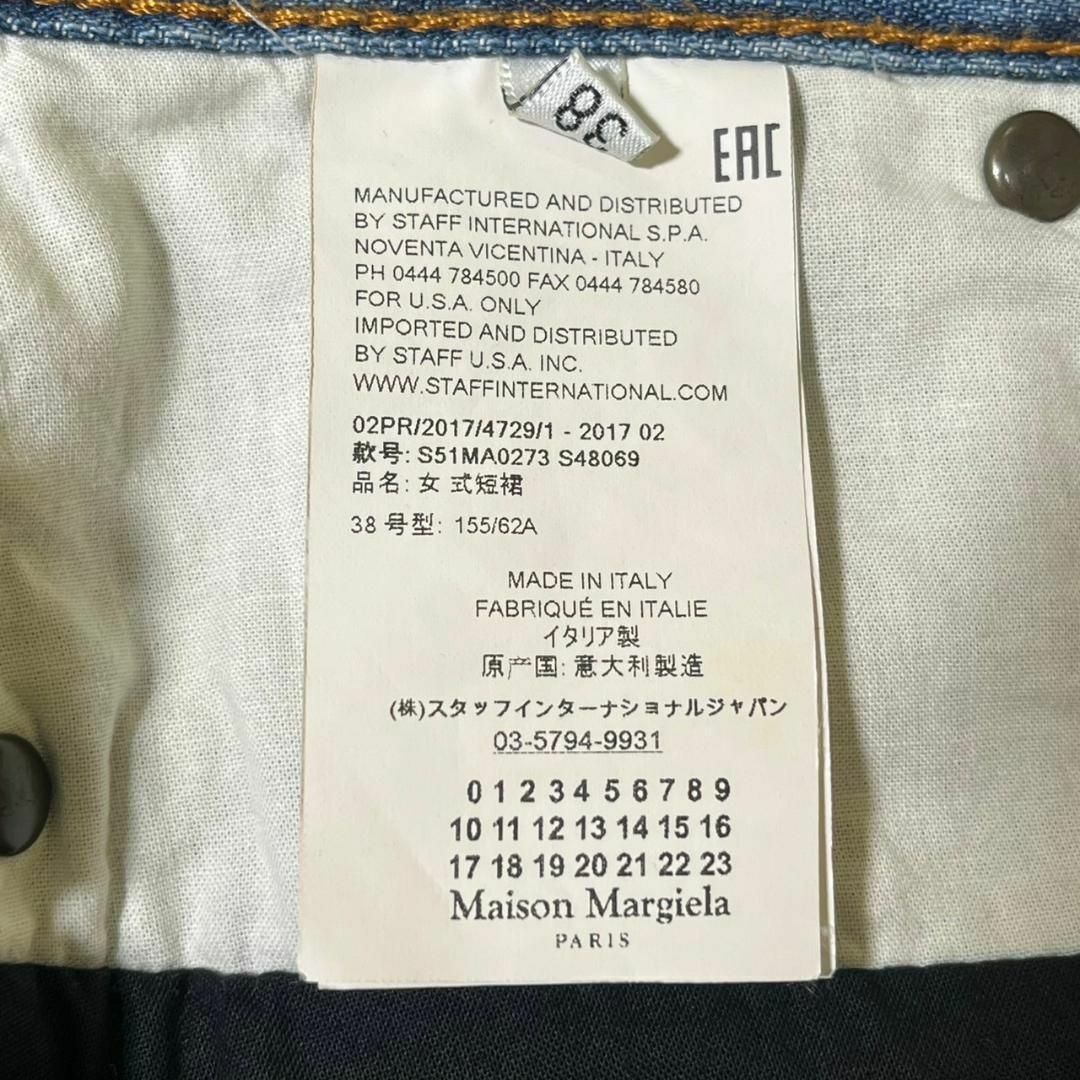 38
EAC
MANUFACTURED AND DISTRIBUTED
BY STAFF INTERNATIONAL S.P.A.
NOVENTA VICENTINA - ITALY
PH 0444 784500 FAX 0444 784580
FOR U.S.A. ONLY
IMPORTED AND DISTRIBUTED
BY STAFF U.S.A. INC.
WWW.STAFFINTERNATIONAL.COM
02PR/2017/4729/1 - 2017 02
款号: S51MA0273 S48069
品名: 女 式短裙
38 号型: 155/62A
MADE IN ITALY
FABRIQUÉ EN ITALIE
イタリア製
原产国: 意大利製造
(株)スタッフインターナショナルジャパン
03-5794-9931
0 1 2 3 4 5 6 7 8 9
10 11 12 13 14 15 16
17 18 19 20 21 22 23
Maison Margiela
PARIS